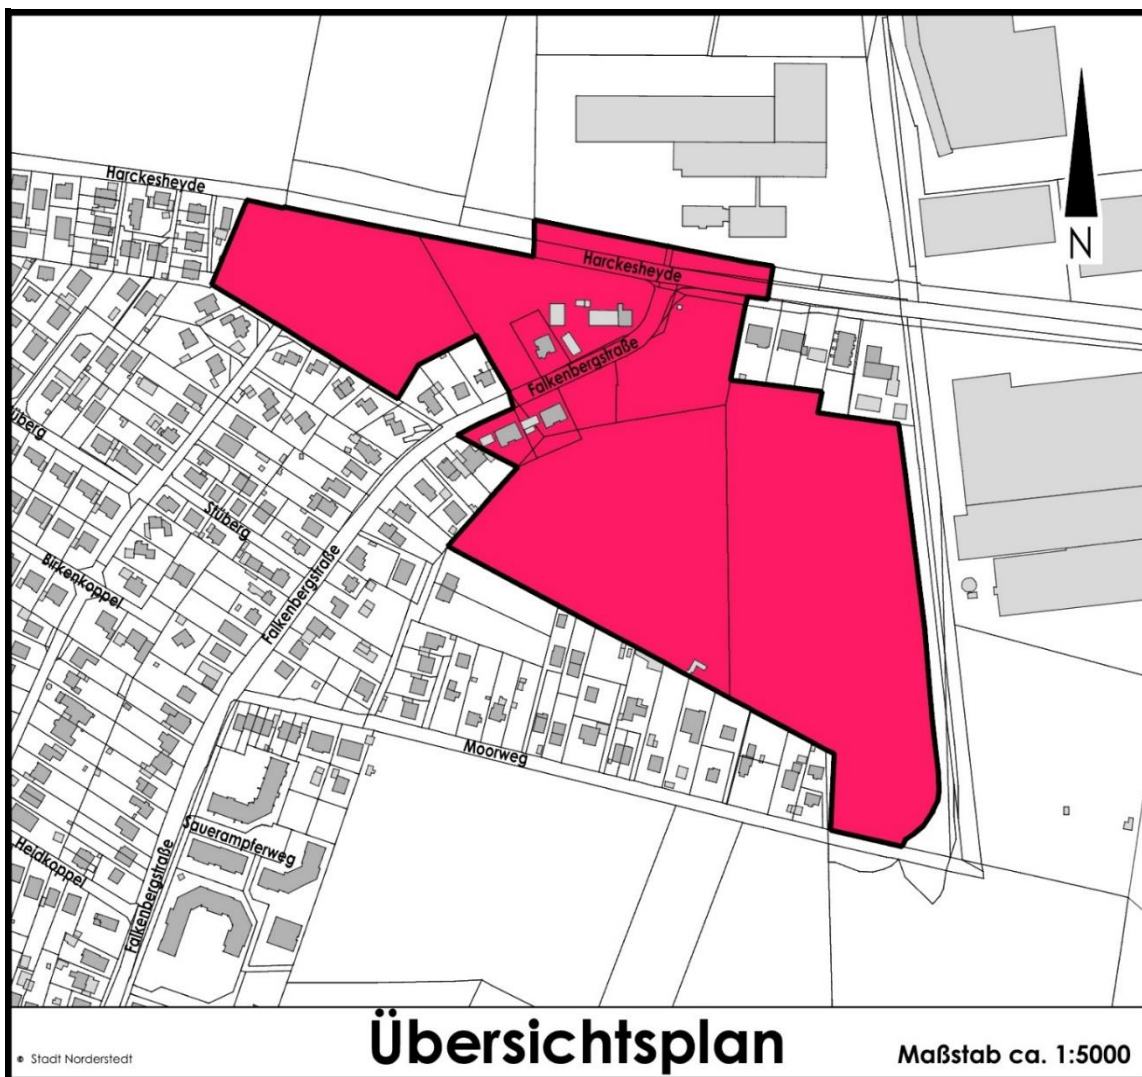 Harckesheyde
N
Harckesheyde
Falkenbergstraße
Stüberg
Birkenkoppel
Falkenbergstraße
Moorweg
Sauerampferweg
Heidkoppel
Falkenbergstraße
© Stadt Norderstedt
Übersichtsplan
Maßstab ca. 1:5000